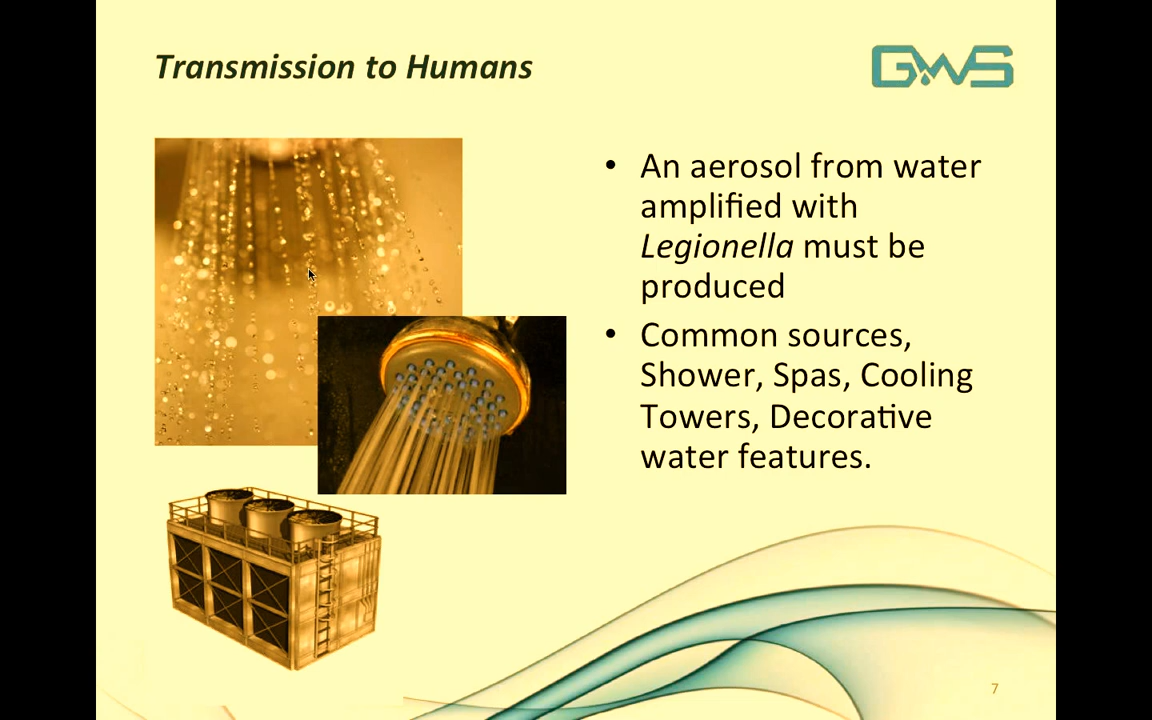 Transmission to Humans
GWS
• An aerosol from water
amplified with
Legionella must be
produced
• Common sources,
Shower, Spas, Cooling
Towers, Decorative
water features.
7